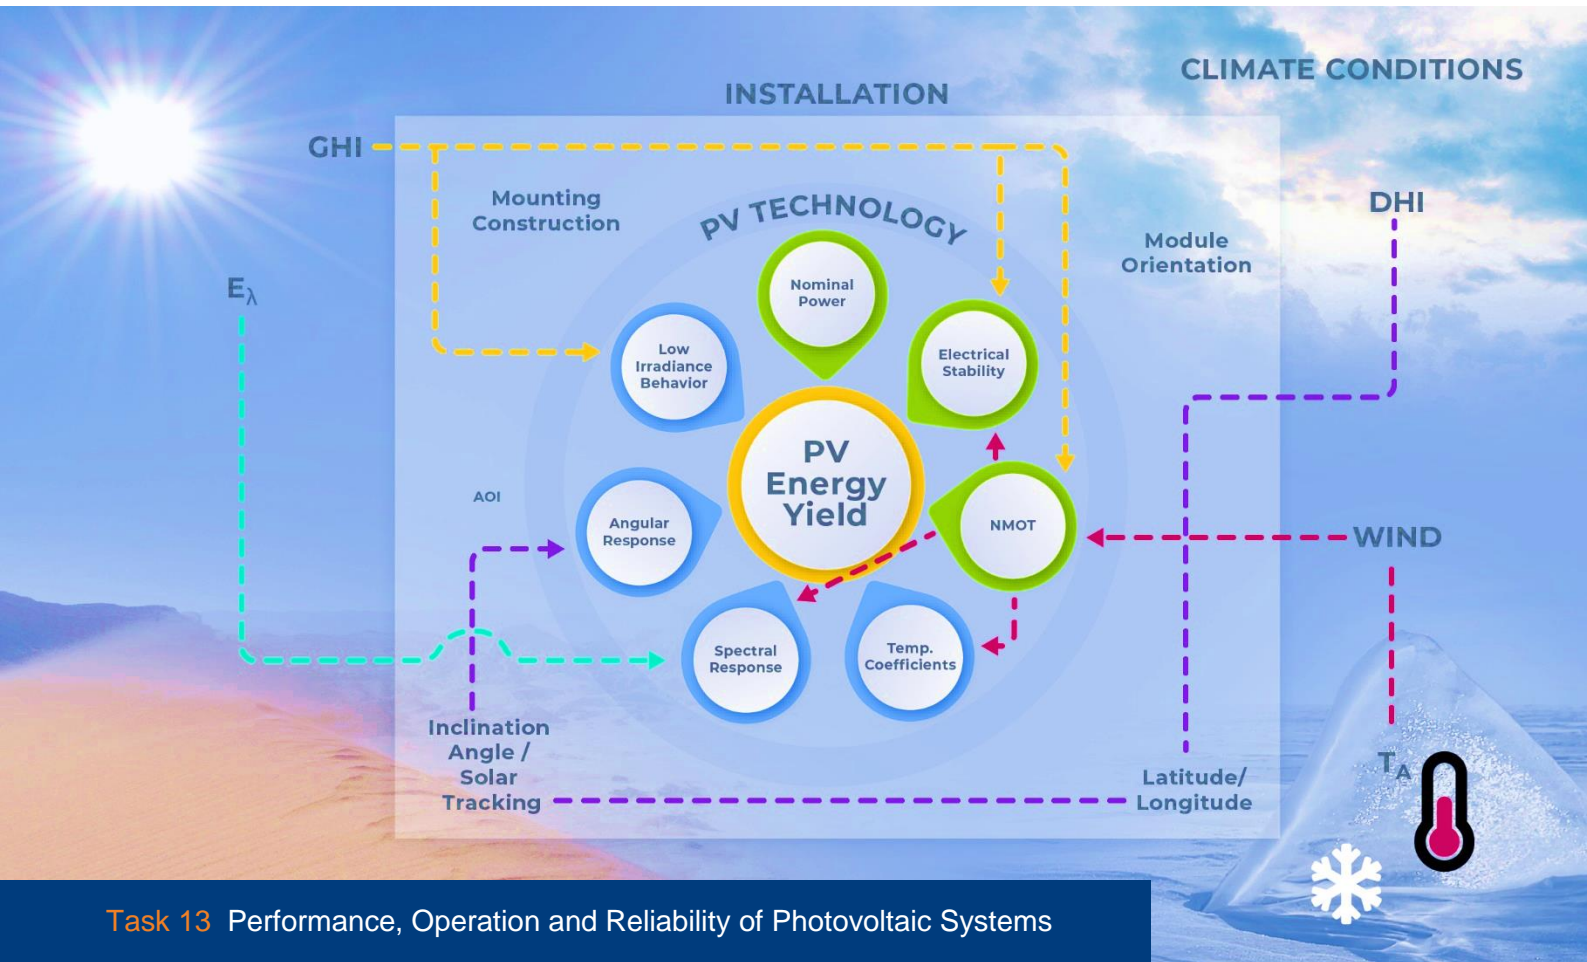 CLIMATE CONDITIONS
INSTALLATION
GHI
Mounting
Construction
PV TECHNOLOGY
DHI
Module
Orientation
Eλ
Nominal
Power
Low
Irradiance
Behavior
Electrical
Stability
PV
Energy
Yield
AOI
Angular
Response
NMOT
WIND
Spectral
Response
Temp.
Coefficients
Inclination
Angle /
Solar
Tracking
Latitude/
Longitude
TA
Task 13 Performance, Operation and Reliability of Photovoltaic Systems